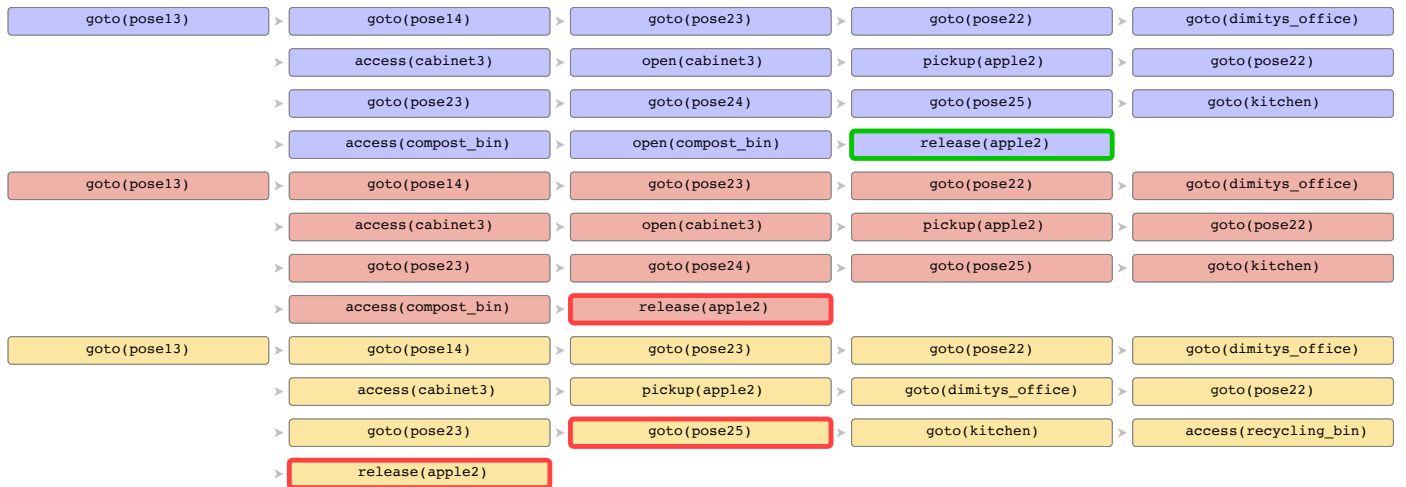 goto(pose13) goto(pose14) goto(pose23) goto(pose22) goto(dimitys_office)
access(cabinet3) open(cabinet3) pickup(apple2) goto(pose22)
goto(pose23) goto(pose24) goto(pose25) goto(kitchen)
access(compost_bin) open(compost_bin) release(apple2)
goto(pose13) goto(pose14) goto(pose23) goto(pose22) goto(dimitys_office)
access(cabinet3) open(cabinet3) pickup(apple2) goto(pose22)
goto(pose23) goto(pose24) goto(pose25) goto(kitchen)
access(compost_bin) release(apple2)
goto(pose13) goto(pose14) goto(pose23) goto(pose22) goto(dimitys_office)
access(cabinet3) pickup(apple2) goto(dimitys_office) goto(pose22)
goto(pose23) goto(pose25) goto(kitchen) access(recycling_bin)
release(apple2)